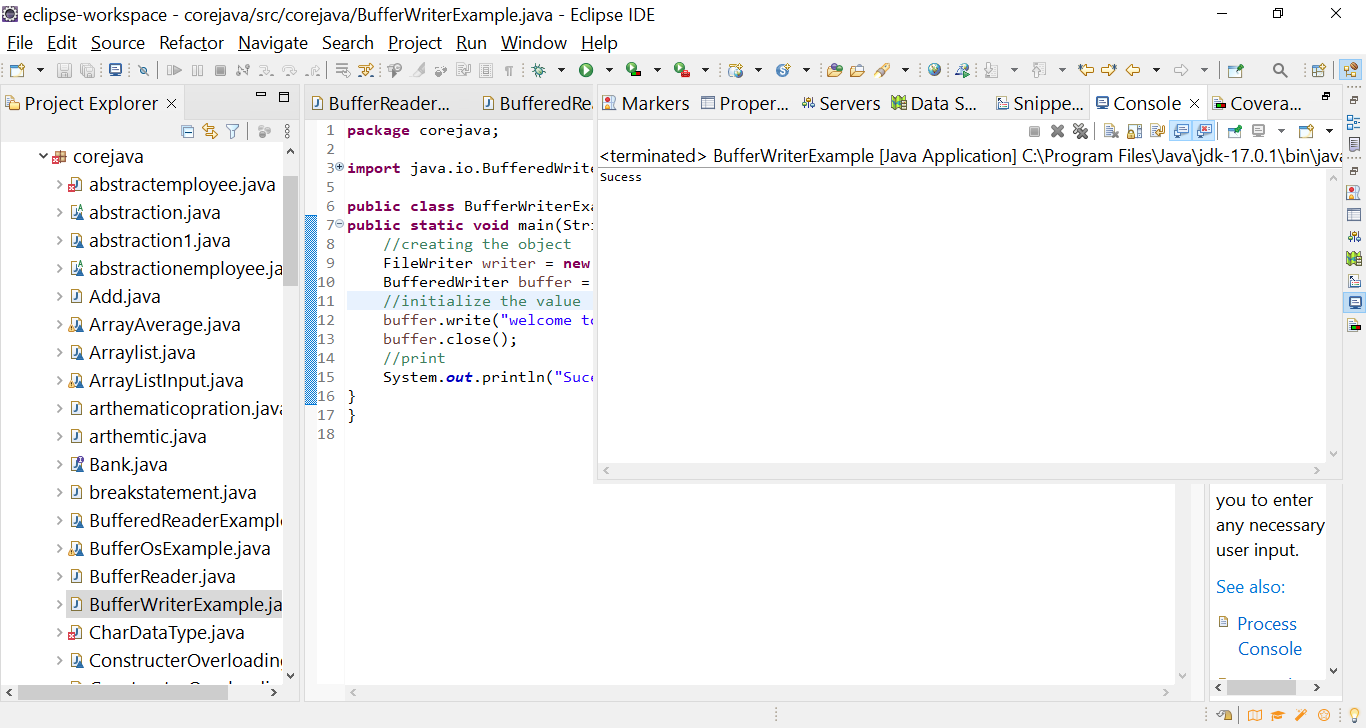 eclipse-workspace - corejava/src/corejava/BufferWriterExample.java - Eclipse IDE
File Edit Source Refactor Navigate Search Project Run Window Help
Project Explorer
BufferReader...
BufferedRe
Markers
Proper...
Servers
Data S...
Snippe...
Console
Covera...
<terminated> BufferWriterExample [Java Application] C:\Program Files\Java\jdk-17.0.1\bin\java
Sucess
corejava
abstractemployee.java
abstraction.java
abstraction1.java
abstractionemployee.ja
Add.java
ArrayAverage.java
Arraylist.java
ArrayListInput.java
arthematicopration.java
arthemtic.java
Bank.java
breakstatement.java
BufferedReaderExampl
BufferOsExample.java
BufferReader.java
BufferWriterExample.ja
CharDataType.java
ConstructerOverloadin
1 package corejava;
2
3 import java.io.BufferedWrite
5
6 public class BufferWriterExa
7 public static void main(Stri
8 //creating the object
9 FileWriter writer = new
10 BufferedWriter buffer =
11 //initialize the value
12 buffer.write("welcome to
13 buffer.close();
14 //print
15 System.out.println("Suce
16 }
17 }
18
you to enter
any necessary
user input.
See also:
Process
Console